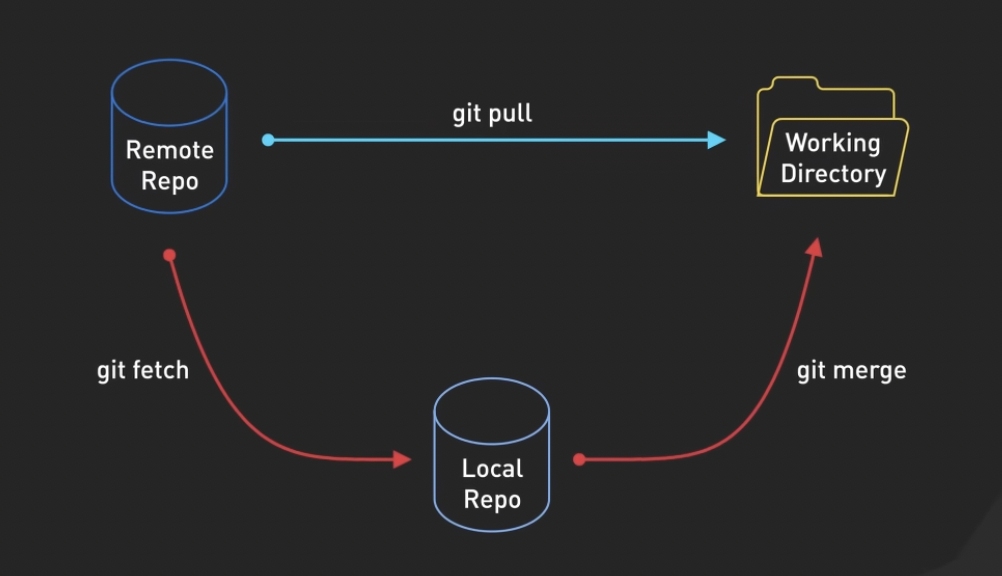 git pull
Remote
Repo
Working
Directory
git fetch
git merge
Local
Repo